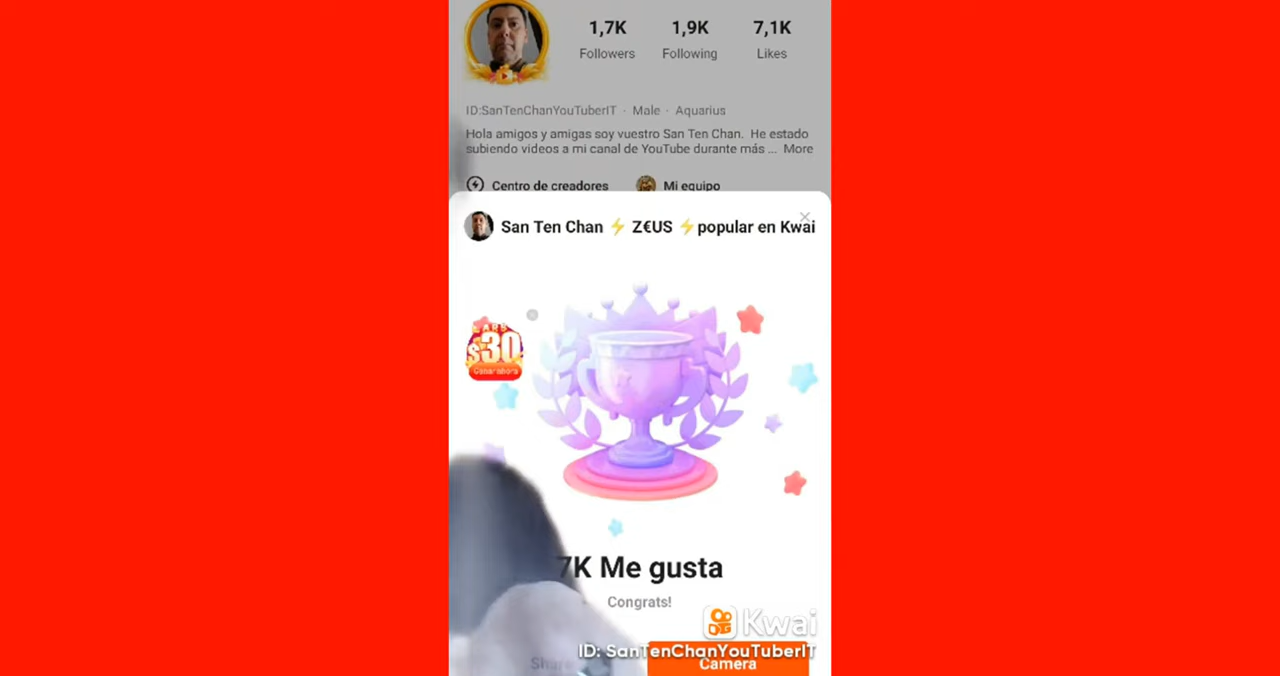 1,7K 1,9K 7,1K
Followers Following Likes
ID:SanTenChanYouTuberIT · Male · Aquarius
Hola amigos y amigas soy vuestro San Ten Chan. He estado
subiendo videos a mi canal de YouTube durante más ... More
Centro de creadores Mi equipo
San Ten Chan ⚡ Z€US ⚡popular en Kwai
$30
Ganar ahora
7K Me gusta
Congrats!
Kwai
ID: SanTenChanYouTuberIT
Share Camera